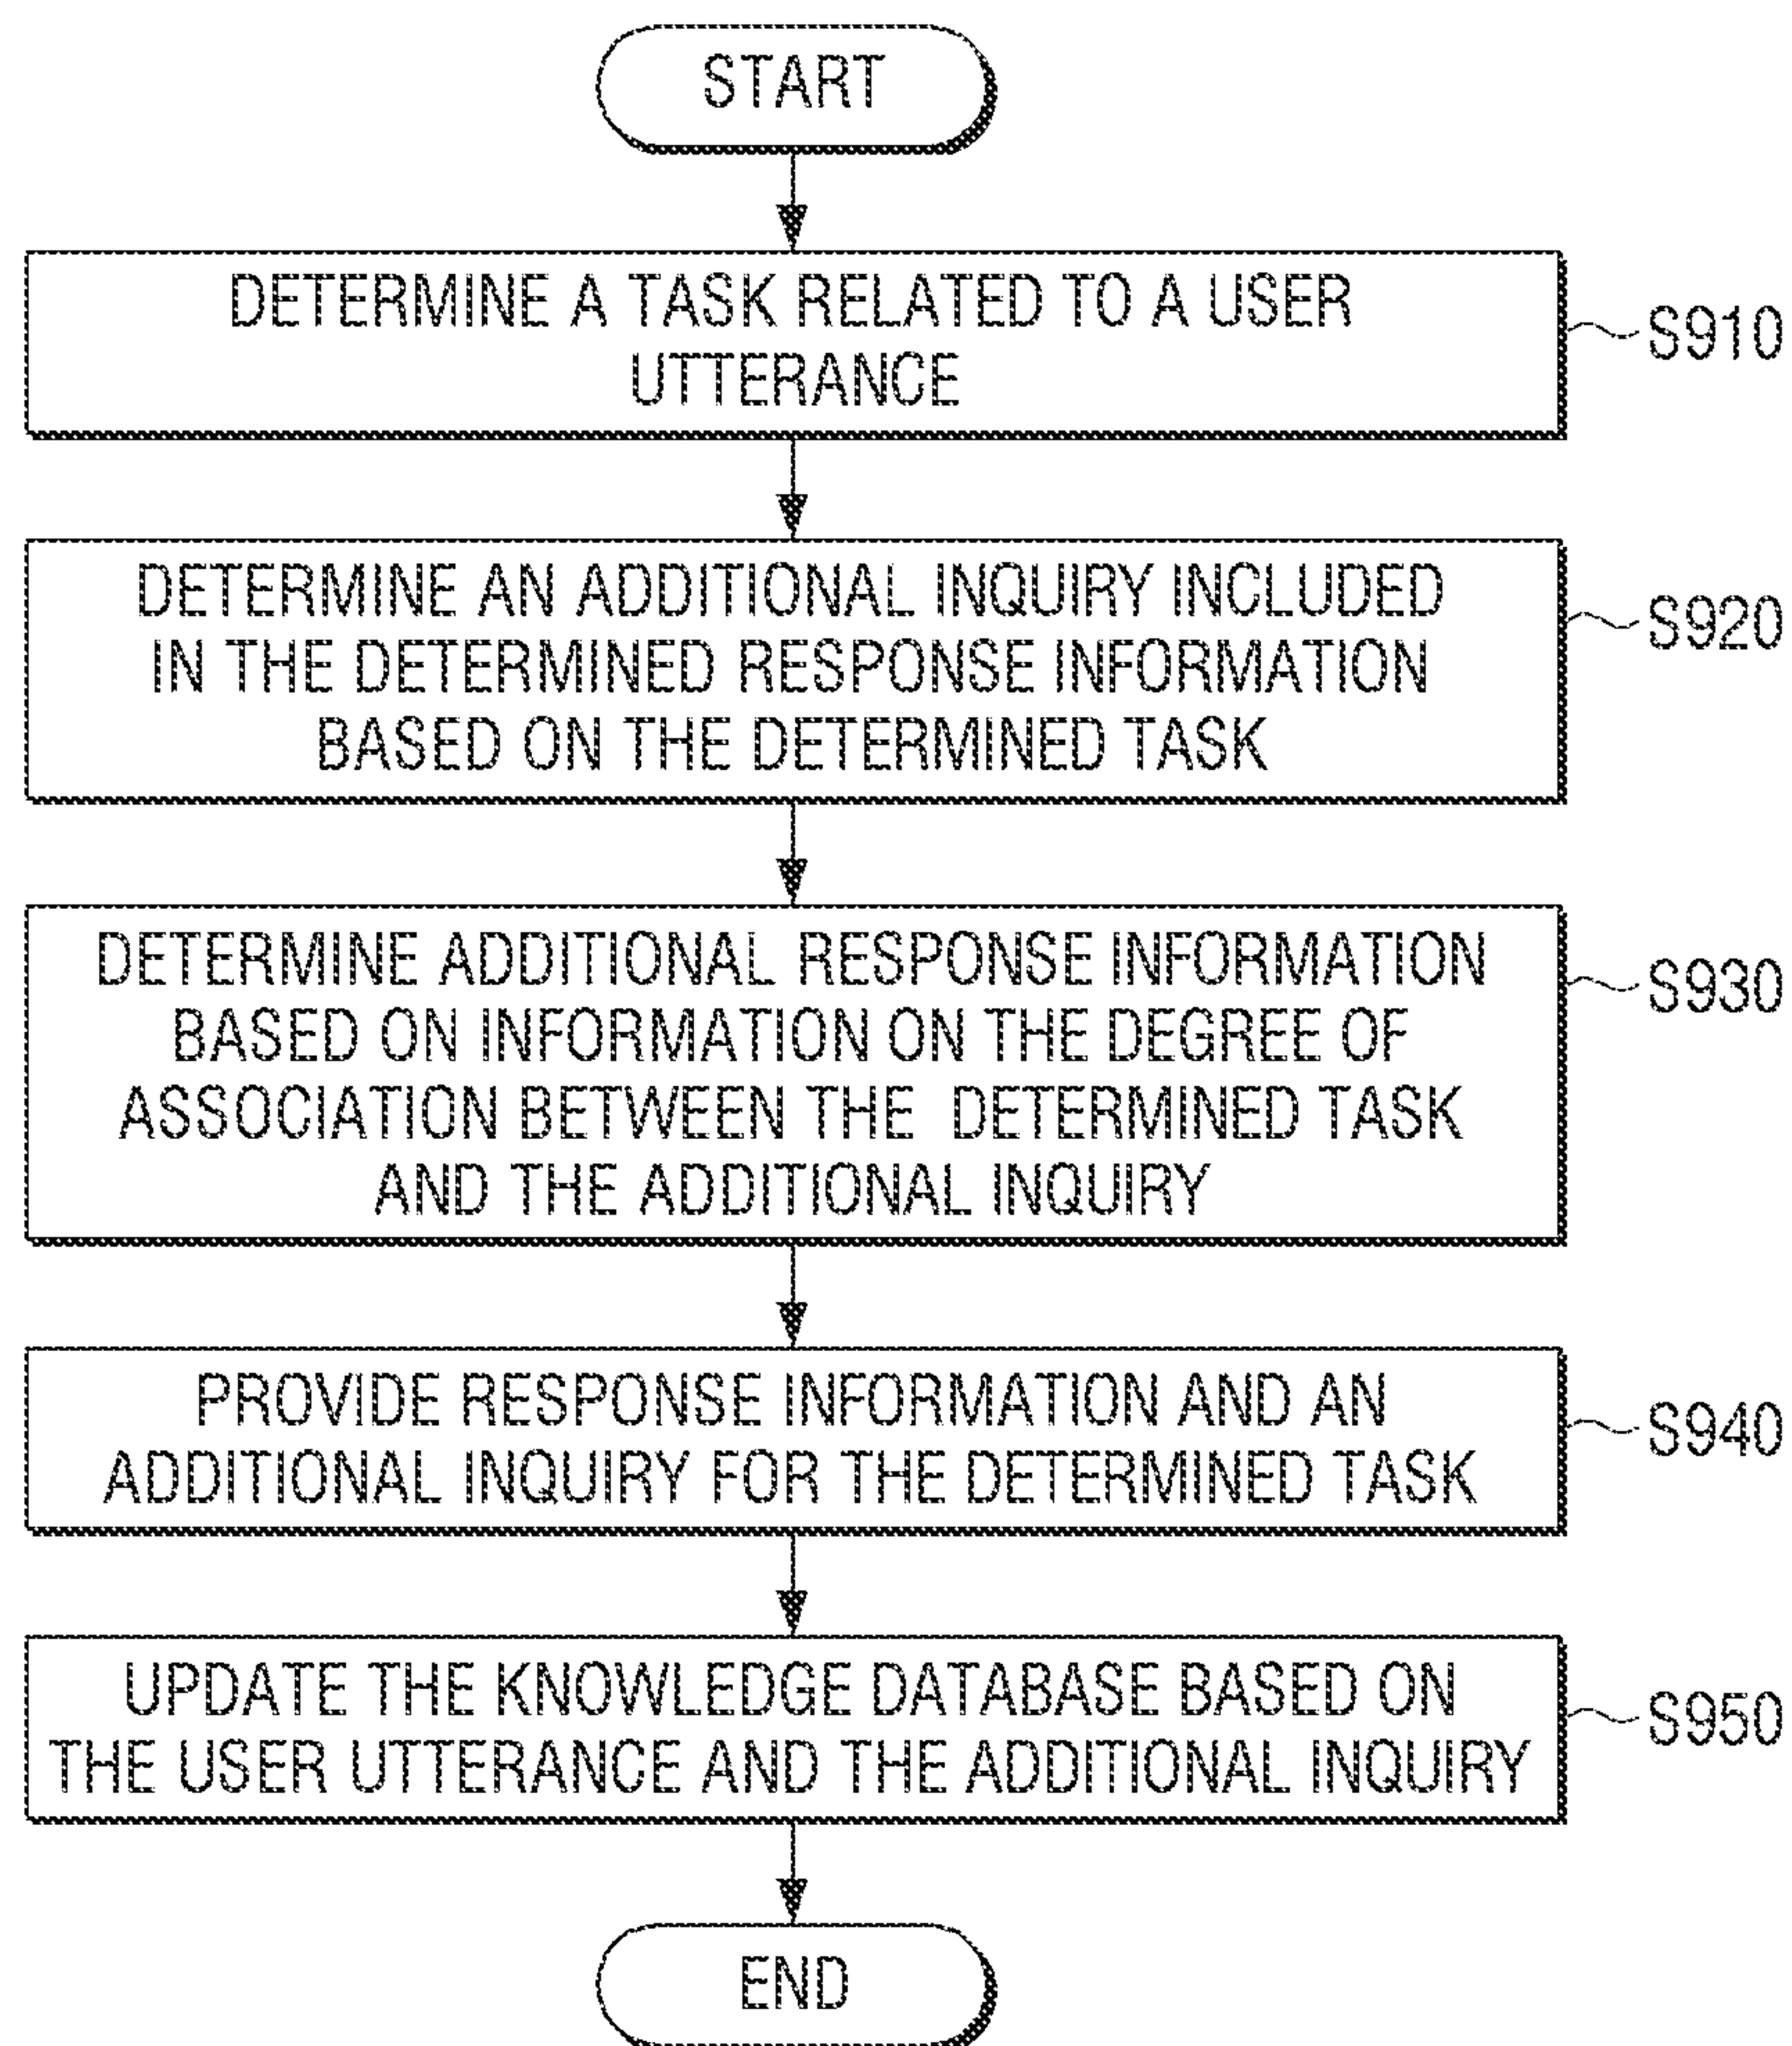 START
DETERMINE A TASK RELATED TO A USER
UTTERANCE
S910
DETERMINE AN ADDITIONAL INQUIRY INCLUDED
IN THE DETERMINED RESPONSE INFORMATION
BASED ON THE DETERMINED TASK
S920
DETERMINE ADDITIONAL RESPONSE INFORMATION
BASED ON INFORMATION ON THE DEGREE OF
ASSOCIATION BETWEEN THE DETERMINED TASK
AND THE ADDITIONAL INQUIRY
S930
PROVIDE RESPONSE INFORMATION AND AN
ADDITIONAL INQUIRY FOR THE DETERMINED TASK
S940
UPDATE THE KNOWLEDGE DATABASE BASED ON
THE USER UTTERANCE AND THE ADDITIONAL INQUIRY
S950
END